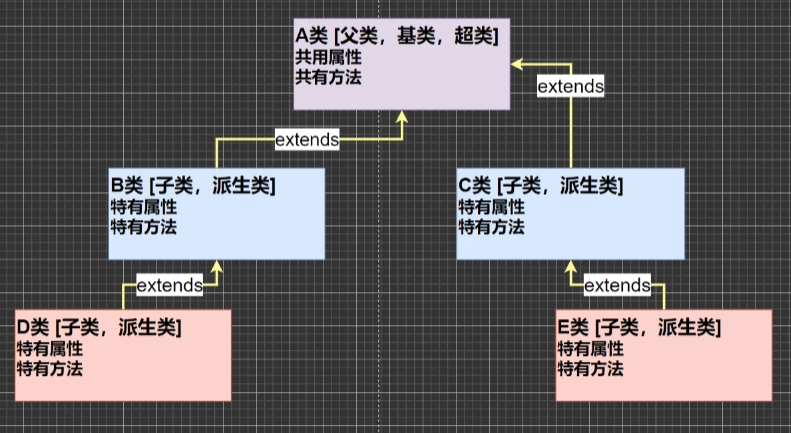 A类 [父类，基类，超类]
共用属性
共有方法
extends
extends
B类 [子类，派生类]
特有属性
特有方法
C类 [子类，派生类]
特有属性
特有方法
extends
extends
D类 [子类，派生类]
特有属性
特有方法
E类 [子类，派生类]
特有属性
特有方法